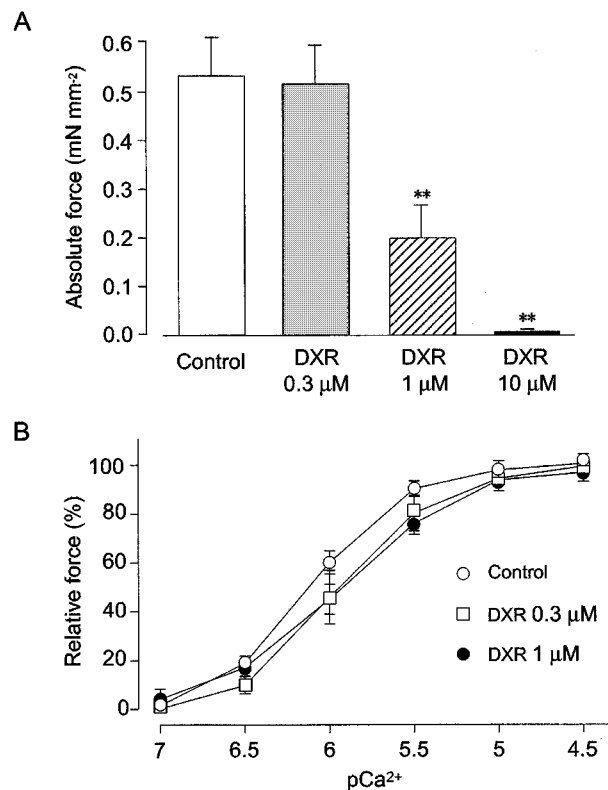 A
Absolute force (mN mm⁻²)
0.6
0.5
0.4
0.3
0.2
0.1
0.0
**
**
Control
DXR
0.3 μM
DXR
1 μM
DXR
10 μM
B
Relative force (%)
100
80
60
40
20
0
Control
DXR 0.3 μM
DXR 1 μM
7
6.5
6
5.5
5
4.5
pCa²⁺